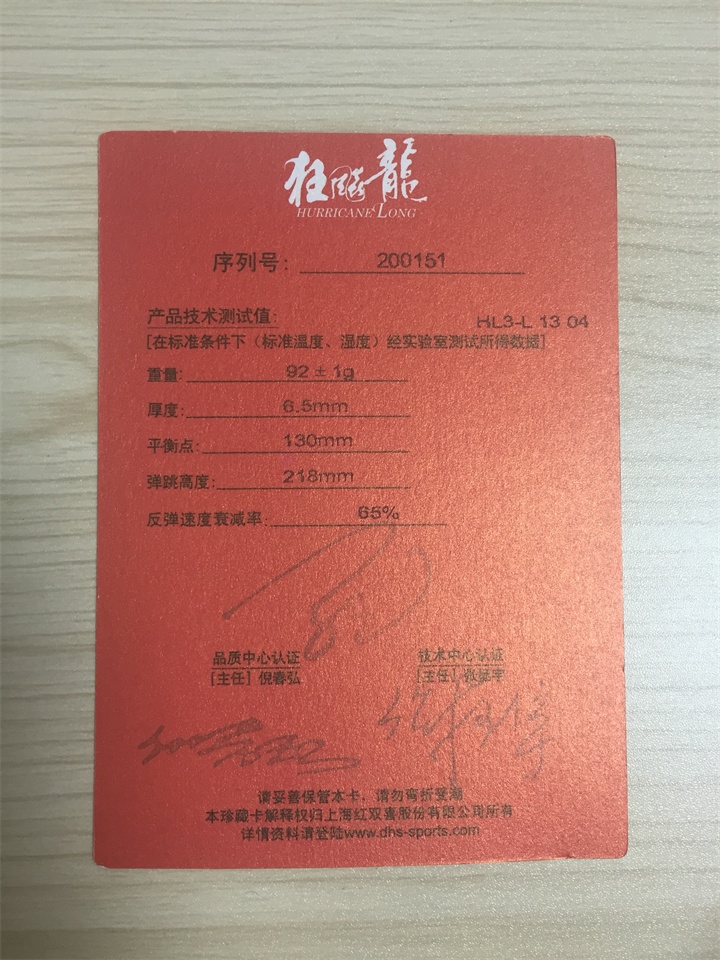 狂飚龍
HURRICANE LONG
序列号: 200151
产品技术测试值: HL3-L 13 04
[在标准条件下（标准温度、湿度）经实验室测试所得数据]
重量: 92 ± 1g
厚度: 6.5mm
平衡点: 130mm
弹跳高度: 218mm
反弹速度衰减率: 65%
品质中心认证 技术中心认证
[主任] 倪春弘 [主任]
请妥善保管本卡，请勿弯折受潮
本珍藏卡解释权归上海红双喜股份有限公司所有
详情资料请登陆www.dhs-sports.com